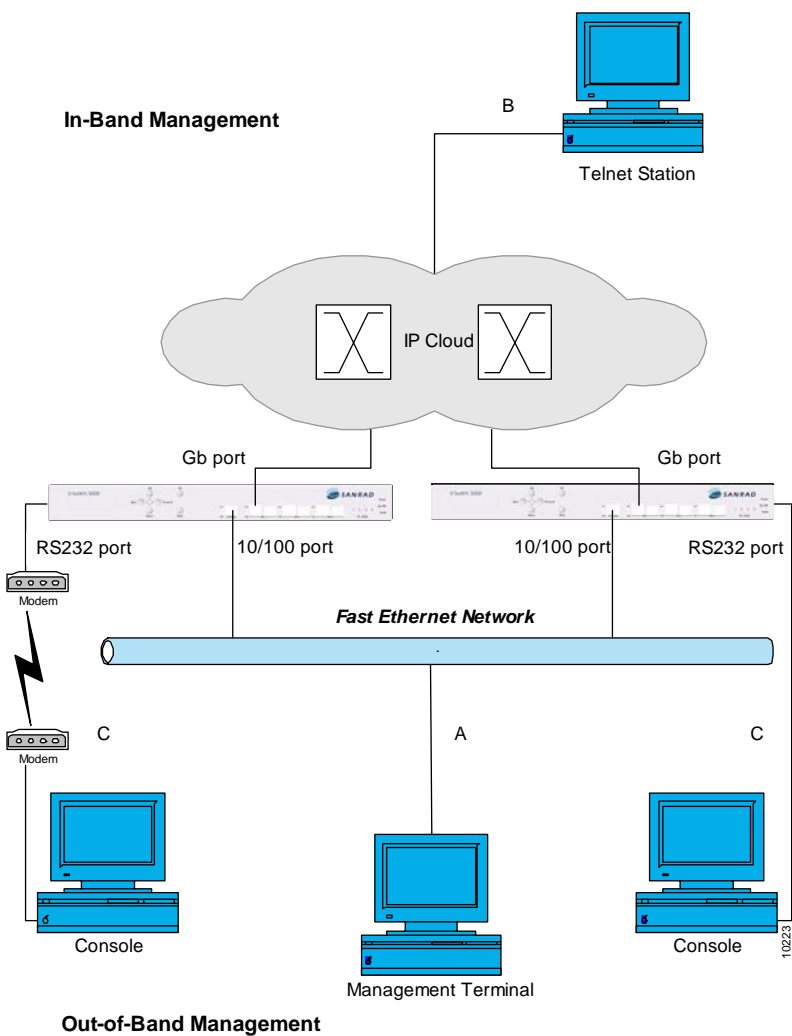 B
In-Band Management
Telnet Station
IP Cloud
Gb port
Gb port
SANRAD
SANRAD
RS232 port
10/100 port
10/100 port
RS232 port
Modem
Fast Ethernet Network
C
A
C
Modem
Console
Management Terminal
Console
10223
Out-of-Band Management